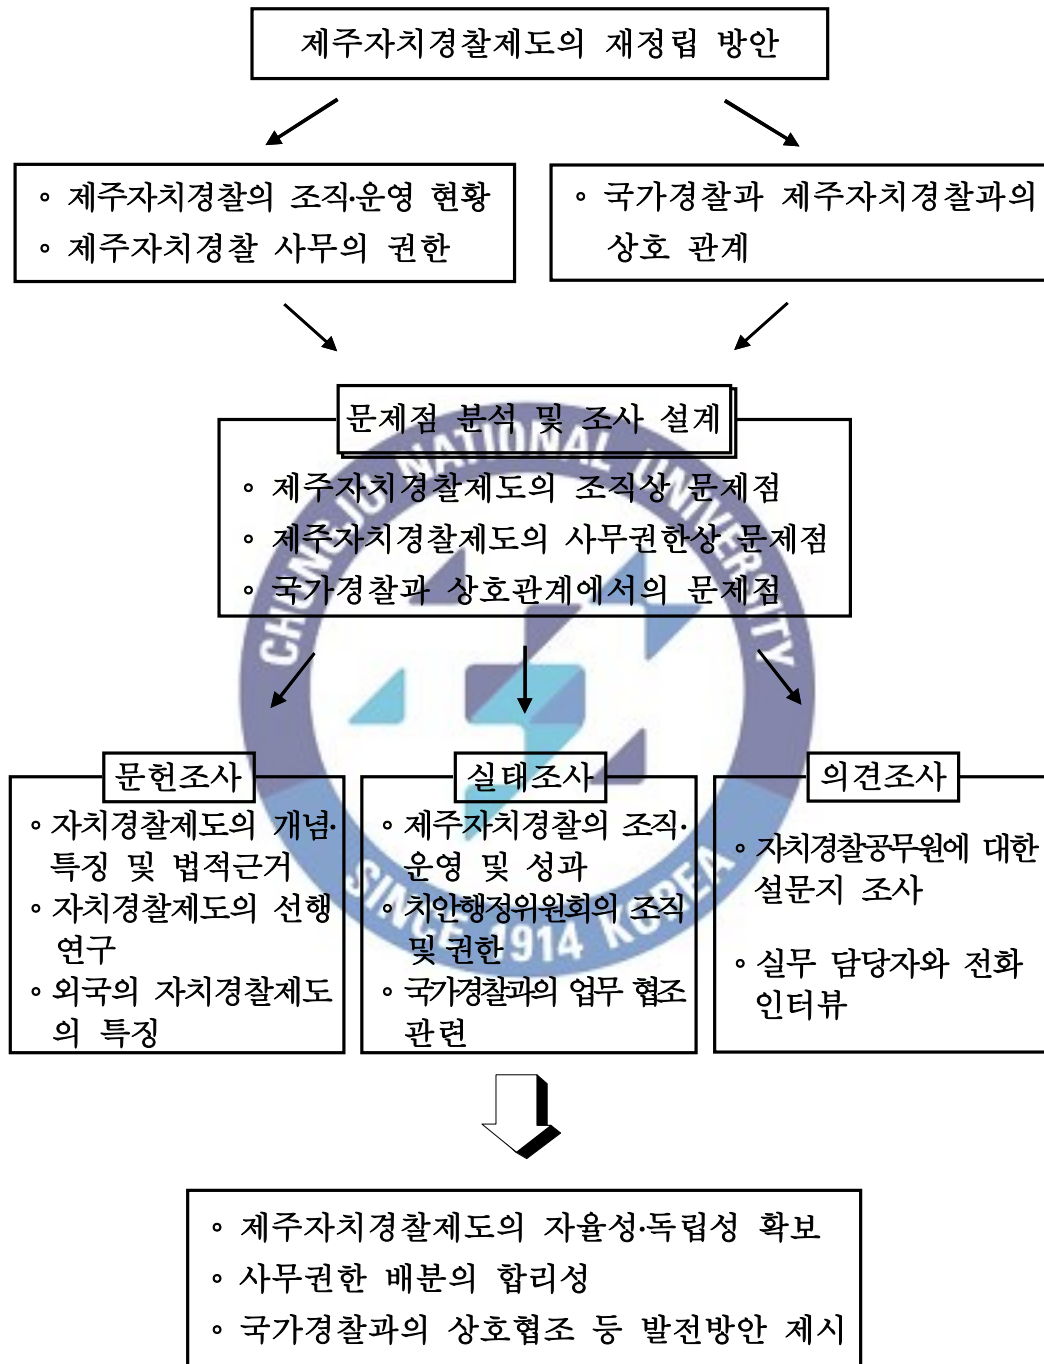 제주자치경찰제도의 재정립 방안
◦ 제주자치경찰의 조직·운영 현황
◦ 제주자치경찰 사무의 권한
◦ 국가경찰과 제주자치경찰과의
상호 관계
문제점 분석 및 조사 설계
◦ 제주자치경찰제도의 조직상 문제점
◦ 제주자치경찰제도의 사무권한상 문제점
◦ 국가경찰과 상호관계에서의 문제점
CHUNGJU NATIONAL UNIVERSITY
문헌조사
◦ 자치경찰제도의 개념·
특징 및 법적근거
◦ 자치경찰제도의 선행
연구
◦ 외국의 자치경찰제도
의 특징
실태조사
◦ 제주자치경찰의 조직·
운영 및 성과
◦ 치안행정위원회의 조직
및 권한
◦ 국가경찰과의 업무 협조
관련
의견조사
◦ 자치경찰공무원에 대한
설문지 조사
◦ 실무 담당자와 전화
인터뷰
SINCE 1914 KOREA
◦ 제주자치경찰제도의 자율성·독립성 확보
◦ 사무권한 배분의 합리성
◦ 국가경찰과의 상호협조 등 발전방안 제시